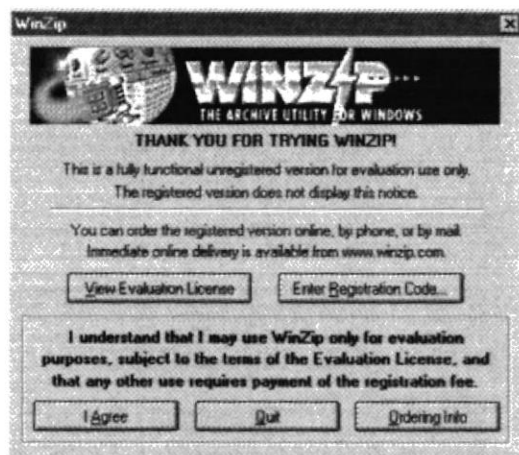 WinZip
WINZIP
THE ARCHIVE UTILITY FOR WINDOWS
THANK YOU FOR TRYING WINZIP!
This is a fully functional unregistered version for evaluation use only.
The registered version does not display this notice.
You can order the registered version online, by phone, or by mail.
Immediate online delivery is available from www.winzip.com.
View Evaluation License
Enter Registration Code...
I understand that I may use WinZip only for evaluation
purposes, subject to the terms of the Evaluation License, and
that any other use requires payment of the registration fee.
I Agree
Quit
Ordering Info